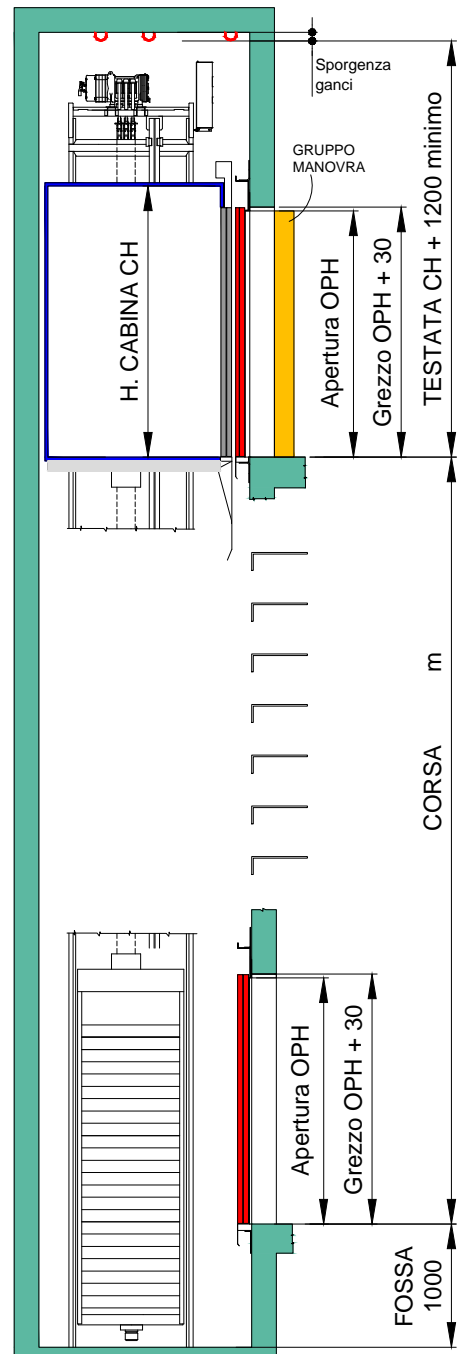 Sporgenza
ganci
GRUPPO
MANOVRA
H. CABINA CH
Apertura OPH
Grezzo OPH + 30
TESTATA CH + 1200 minimo
m
CORSA
Apertura OPH
Grezzo OPH + 30
FOSSA
1000